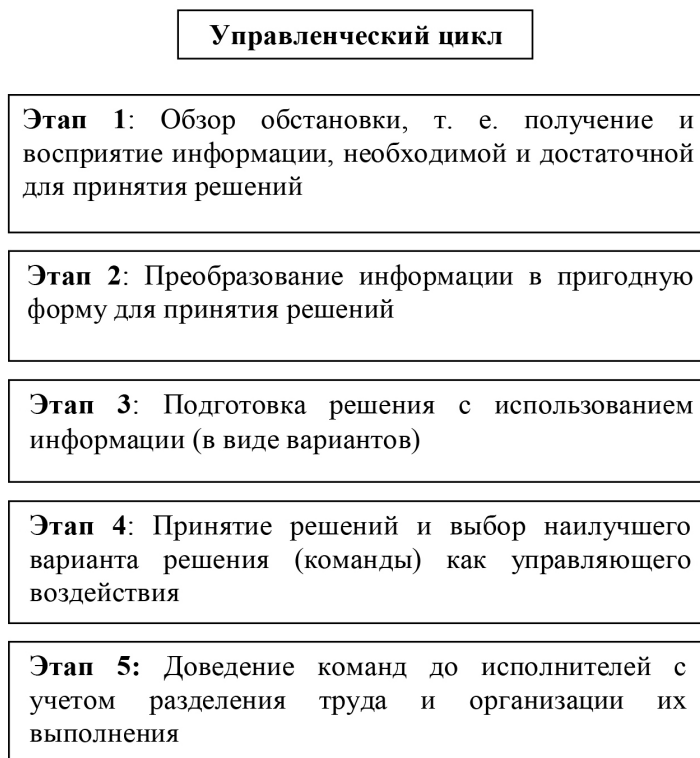 Управленческий цикл
Этап 1: Обзор обстановки, т. е. получение и
восприятие информации, необходимой и достаточной
для принятия решений
Этап 2: Преобразование информации в пригодную
форму для принятия решений
Этап 3: Подготовка решения с использованием
информации (в виде вариантов)
Этап 4: Принятие решений и выбор наилучшего
варианта решения (команды) как управляющего
воздействия
Этап 5: Доведение команд до исполнителей с
учетом разделения труда и организации их
выполнения